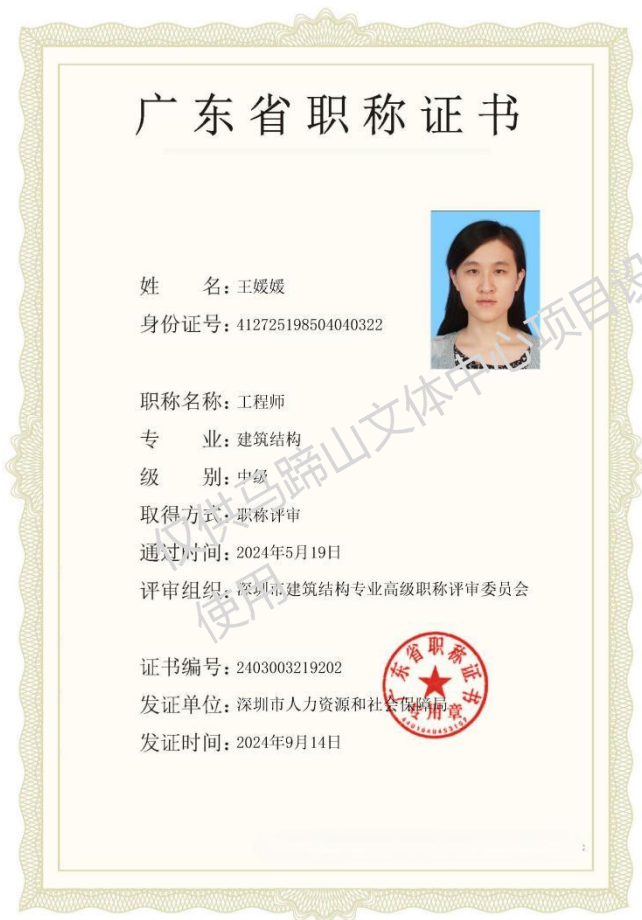 广东省职称证书
姓 名：王媛媛
身份证号：412725198504040322
职称名称：工程师
专 业：建筑结构
级 别：中级
取得方式：职称评审
通过时间：2024年5月19日
评审组织：深圳市建筑结构专业高级职称评审委员会
证书编号：2403003219202
发证单位：深圳市人力资源和社会保障局
发证时间：2024年9月14日
广东省职称证书
专用章
仅供马蹄山文体中心项目设
使用
2